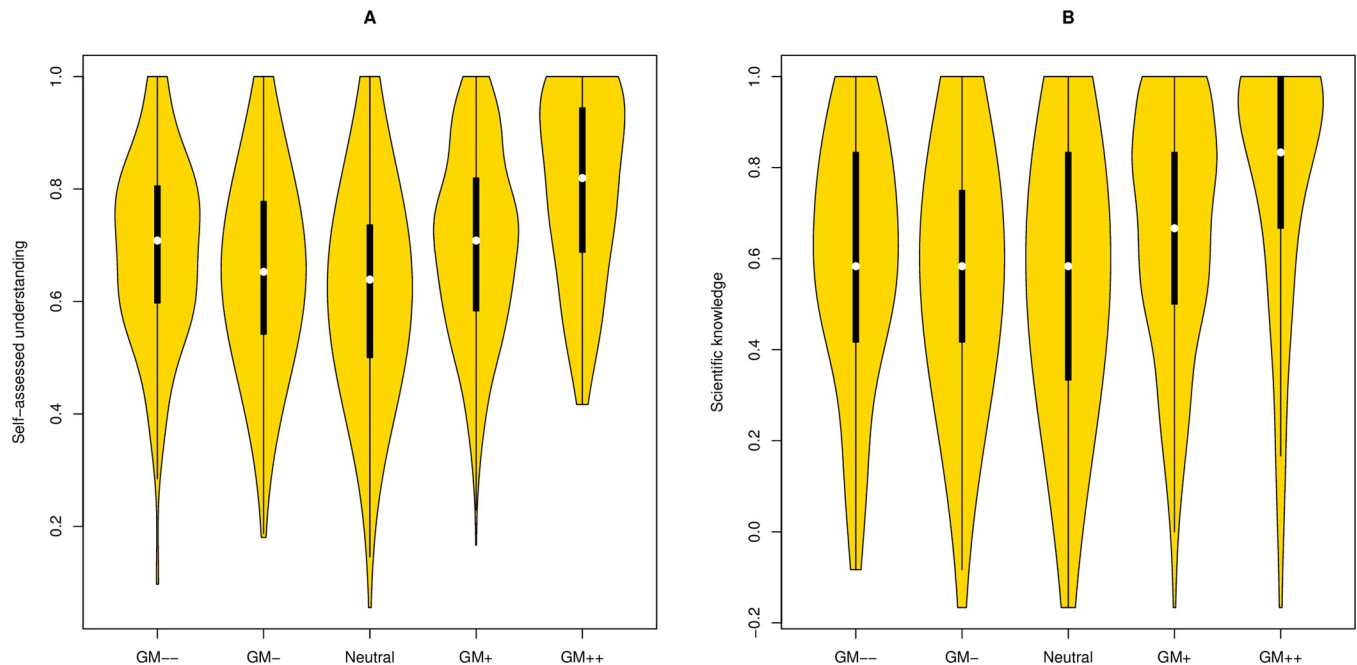 A
Self−assessed understanding
1.0
0.8
0.6
0.4
0.2
GM−− GM− Neutral GM+ GM++
B
Scientific knowledge
1.0
0.8
0.6
0.4
0.2
0.0
−0.2
GM−− GM− Neutral GM+ GM++